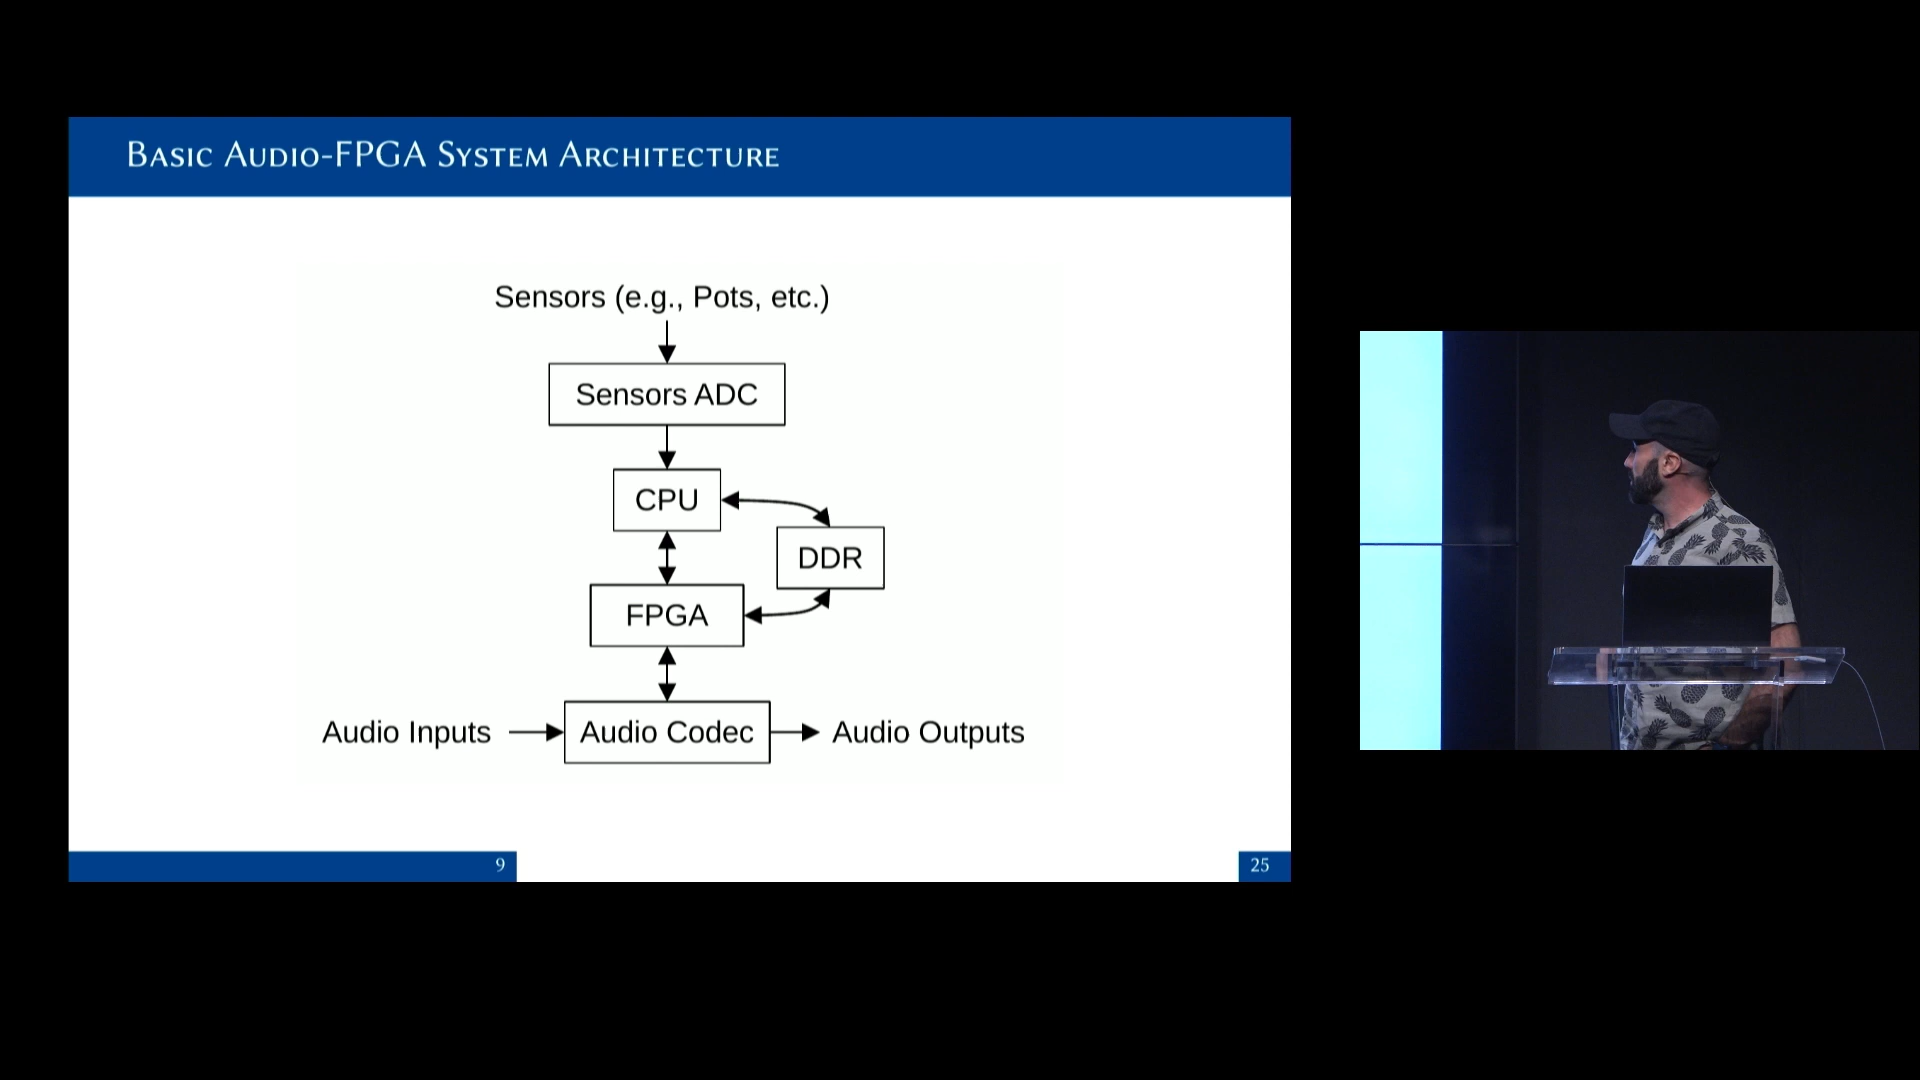 Basic Audio-FPGA System Architecture
Sensors (e.g., Pots, etc.)
Sensors ADC
CPU
DDR
FPGA
Audio Inputs
Audio Codec
Audio Outputs
9
25